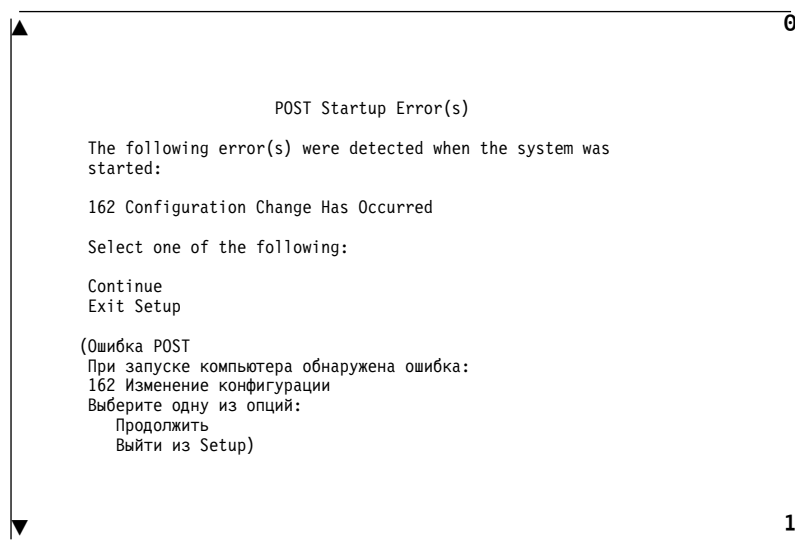 0
POST Startup Error(s)
The following error(s) were detected when the system was
started:
162 Configuration Change Has Occurred
Select one of the following:
Continue
Exit Setup
(Ошибка POST
При запуске компьютера обнаружена ошибка:
162 Изменение конфигурации
Выберите одну из опций:
Продолжить
Выйти из Setup)
1